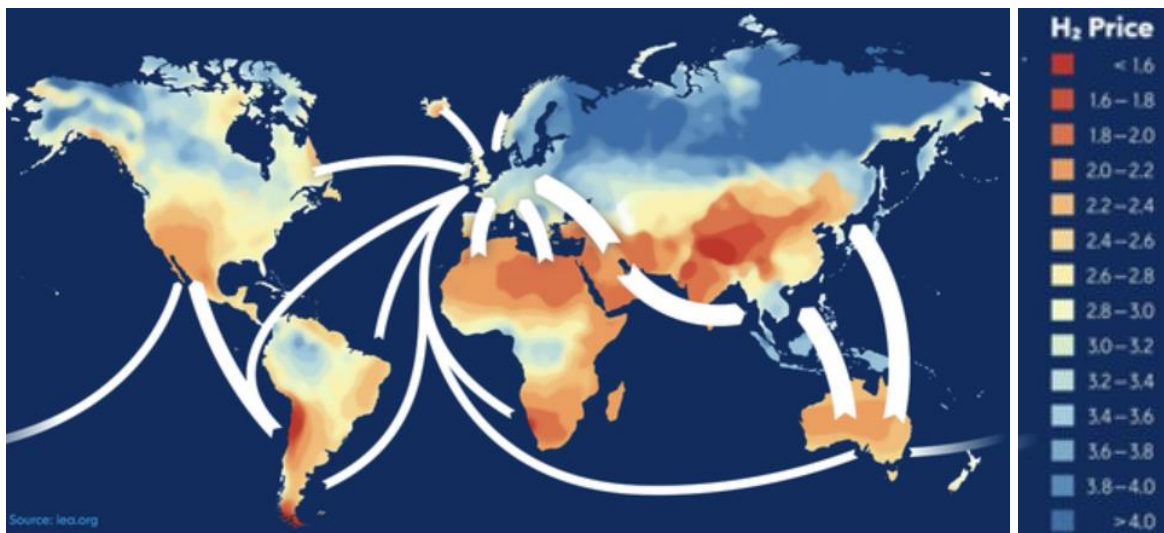 H₂ Price
< 1.6
1.6 – 1.8
1.8 – 2.0
2.0 – 2.2
2.2 – 2.4
2.4 – 2.6
2.6 – 2.8
2.8 – 3.0
3.0 – 3.2
3.2 – 3.4
3.4 – 3.6
3.6 – 3.8
3.8 – 4.0
> 4.0
Source: iea.org